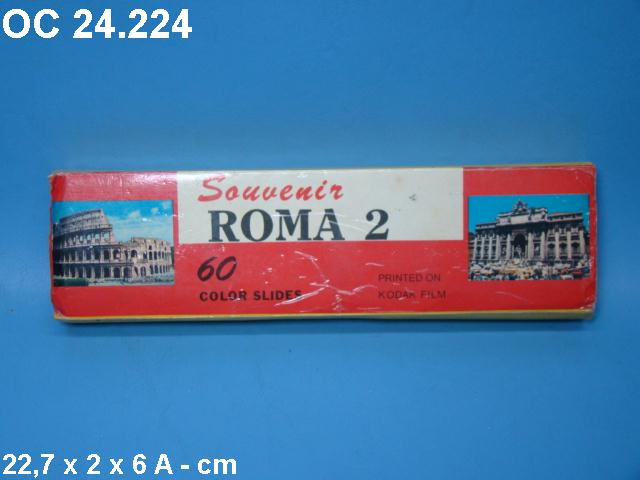 OC 24.224
Souvenir
ROMA 2
60
COLOR SLIDES
PRINTED ON
KODAK FILM
22,7 x 2 x 6 A - cm